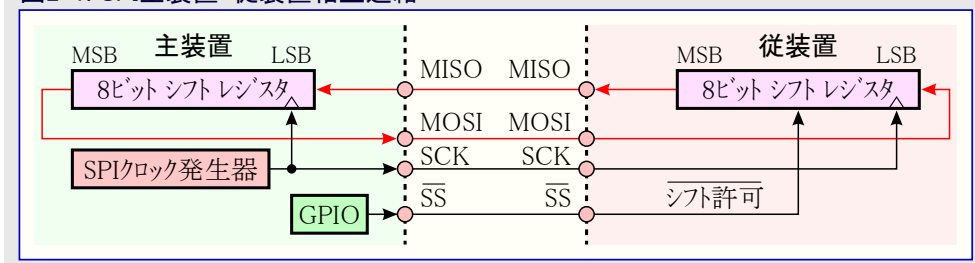 主装置
従装置
MSB
LSB
MSB
LSB
8ビット シフト レジスタ
8ビット シフト レジスタ
MISO
MISO
MOSI
MOSI
SPIクロック発生器
SCK
SCK
GPIO
SS
SS
シフト許可